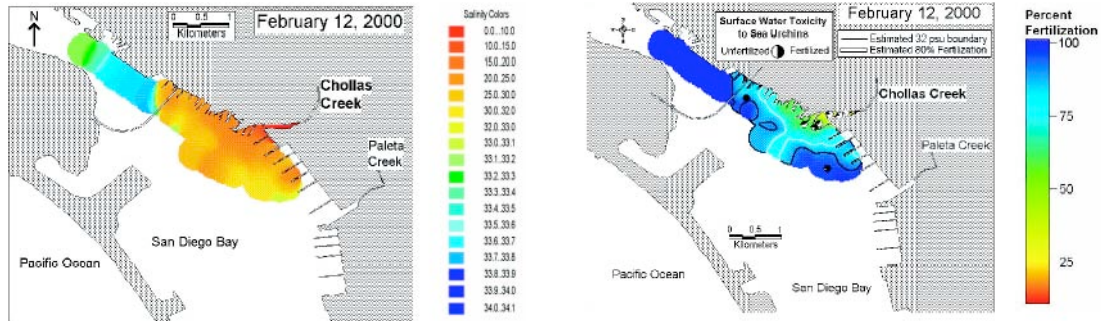 February 12, 2000
N
0 .5 1
Kilometers
Chollas
Creek
Paleta
Creek
San Diego Bay
Pacific Ocean
Salinity Colors
0.0...10.0
10.0...15.0
15.0...20.0
20.0...25.0
25.0...30.0
30.0...32.0
32.0...33.0
33.0...33.1
33.1...33.2
33.2...33.3
33.3...33.4
33.4...33.5
33.5...33.6
33.6...33.7
33.7...33.8
33.8...33.9
33.9...34.0
34.0...34.1
February 12, 2000
Surface Water Toxicity
to Sea Urchins
Unfertilized Fertilized
Estimated 32 psu boundary
Estimated 80% Fertilization
Chollas Creek
Paleta Creek
0 .5 1
Kilometers
Pacific Ocean
San Diego Bay
Percent
Fertilization
100
75
50
25